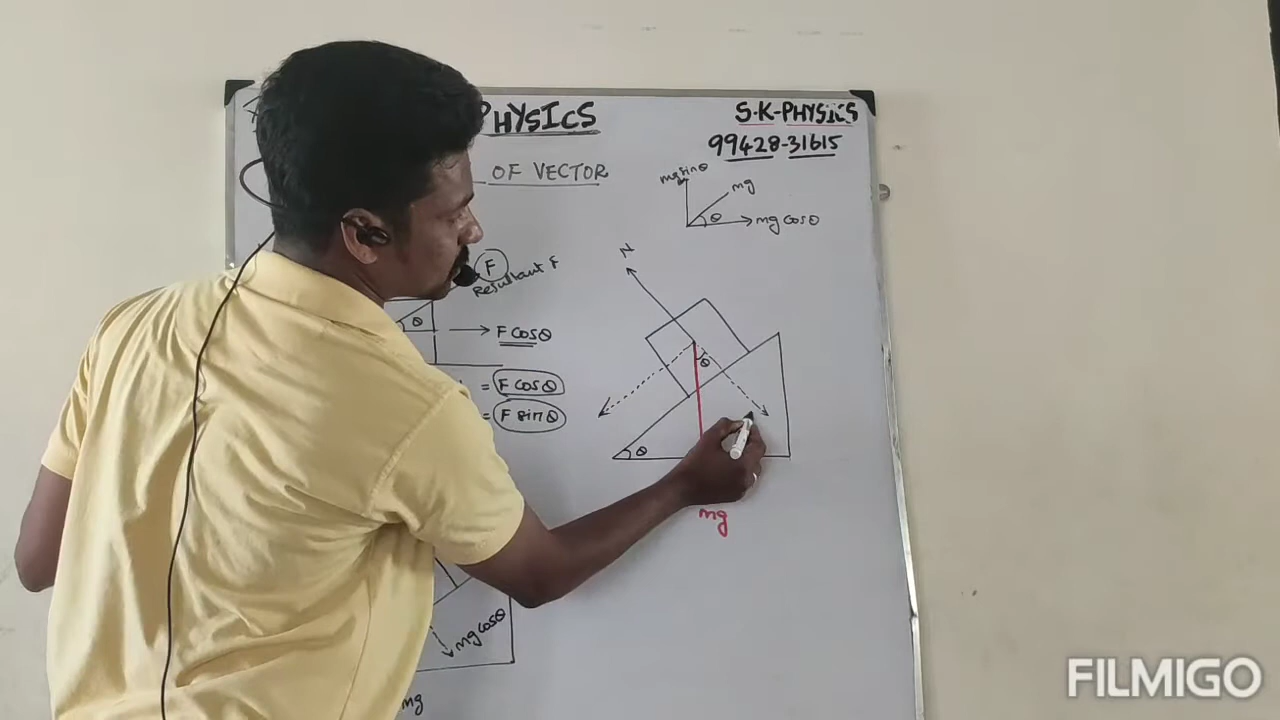 PHYSICS
S.K-PHYSICS
99428-31615
OF VECTOR
mg sinθ
mg
θ
mg cosθ
N
F
Resultant F
θ
F cosθ
θ
= F cosθ
= F sinθ
θ
mg
mg cosθ
mg
FILMIGO